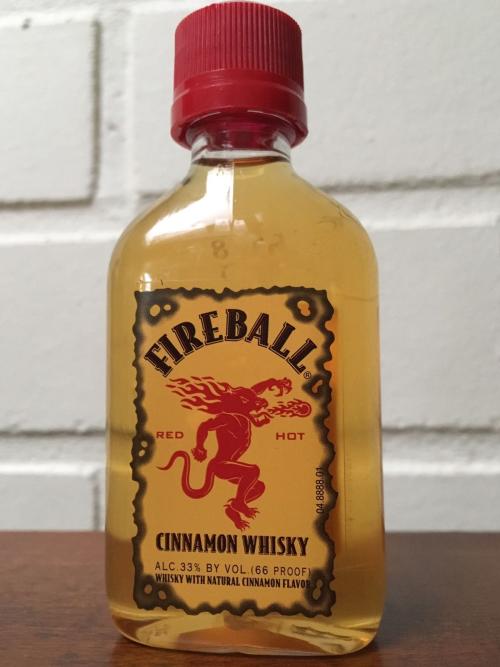 FIREBALL®
RED HOT
04.8888.01
CINNAMON WHISKY
ALC.33% BY VOL.(66 PROOF)
WHISKY WITH NATURAL CINNAMON FLAVOR